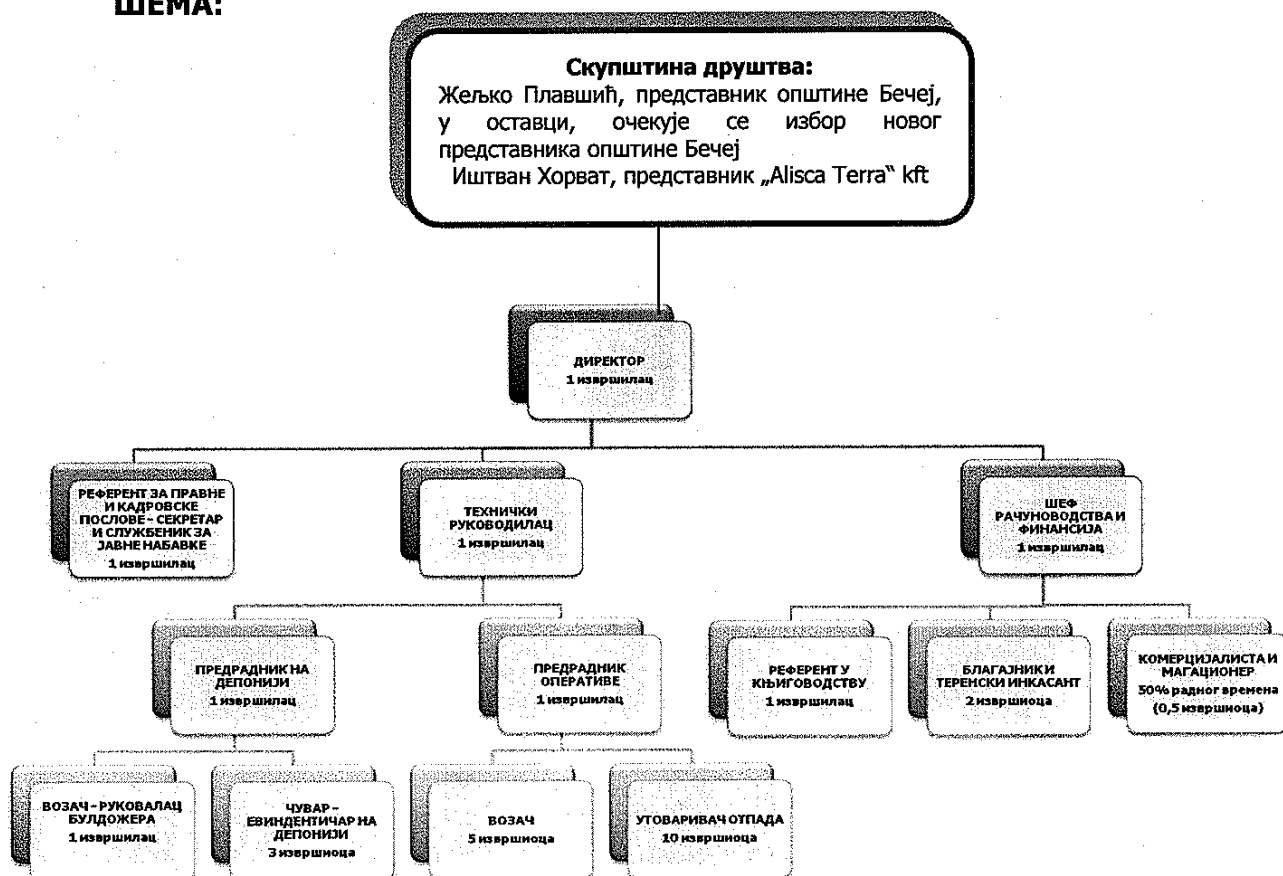 ШЕМА:
Скупштина друштва:
Жељко Плавшић, представник општине Бечеј,
у оставци, очекује се избор новог
представника општине Бечеј
Иштван Хорват, представник „Alisca Terra“ kft
ДИРЕКТОР
1 извршилац
РЕФЕРЕНТ ЗА ПРАВНЕ
И КАДРОВСКЕ
ПОСЛОВЕ – СЕКРЕТАР
И СЛУЖБЕНИК ЗА
ЈАВНЕ НАБАВКЕ
1 извршилац
ТЕХНИЧКИ
РУКОВОДИЛАЦ
1 извршилац
ШЕФ
РАЧУНОВОДСТВА И
ФИНАНСИЈА
1 извршилац
ПРЕДРАДНИК НА
ДЕПОНИЈИ
1 извршилац
ПРЕДРАДНИК
ОПЕРАТИВЕ
1 извршилац
РЕФЕРЕНТ У
КЊИГОВОДСТВУ
1 извршилац
БЛАГАЈНИК И
ТЕРЕНСКИ ИНКАСАНТ
2 извршиоца
КОМЕРЦИЈАЛИСТА И
МАГАЦИОНЕР
50% радног времена
(0,5 извршиоца)
ВОЗАЧ – РУКОВАЛАЦ
БУЛДОЖЕРА
1 извршилац
ЧУВАР –
ЕВИНДЕНТИЧАР НА
ДЕПОНИЈИ
3 извршиоца
ВОЗАЧ
5 извршиоца
УТОВАРИВАЧ ОТПАДА
10 извршиоца